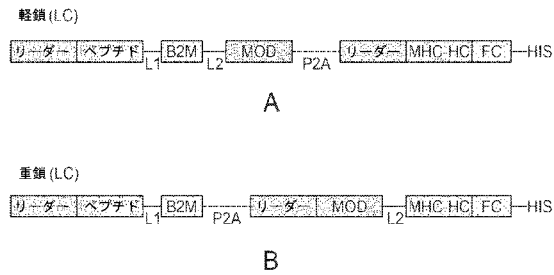 軽鎖 (LC)
リーダー ペプチド L1 B2M L2 MOD P2A リーダー MHC HC FC HIS
A
重鎖 (LC)
リーダー ペプチド L1 B2M P2A リーダー MOD L2 MHC HC FC HIS
B